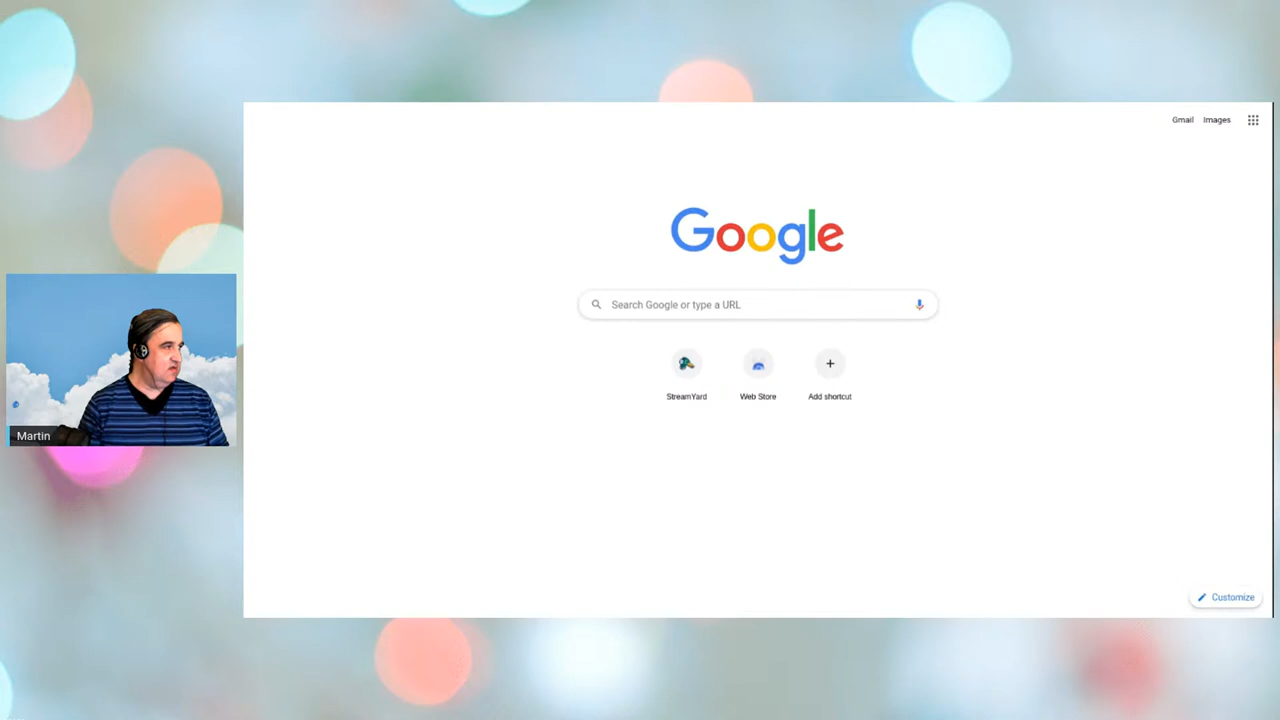 Gmail Images
Google
Search Google or type a URL
StreamYard Web Store Add shortcut
Martin
Customize